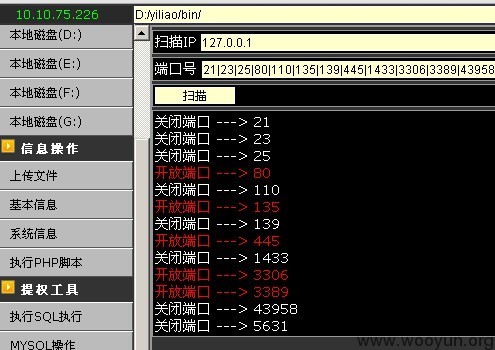 10.10.75.226
D:/yiliao/bin/
本地磁盘(D:)
本地磁盘(E:)
本地磁盘(F:)
本地磁盘(G:)
信息操作
上传文件
基本信息
系统信息
执行PHP脚本
提权工具
执行SQL执行
MYSQL操作
扫描IP 127.0.0.1
端口号 21|23|25|80|110|135|139|445|1433|3306|3389|43958
扫描
关闭端口 ---> 21
关闭端口 ---> 23
关闭端口 ---> 25
开放端口 ---> 80
关闭端口 ---> 110
开放端口 ---> 135
关闭端口 ---> 139
开放端口 ---> 445
关闭端口 ---> 1433
开放端口 ---> 3306
开放端口 ---> 3389
关闭端口 ---> 43958
关闭端口 ---> 5631
www.wooyun.org